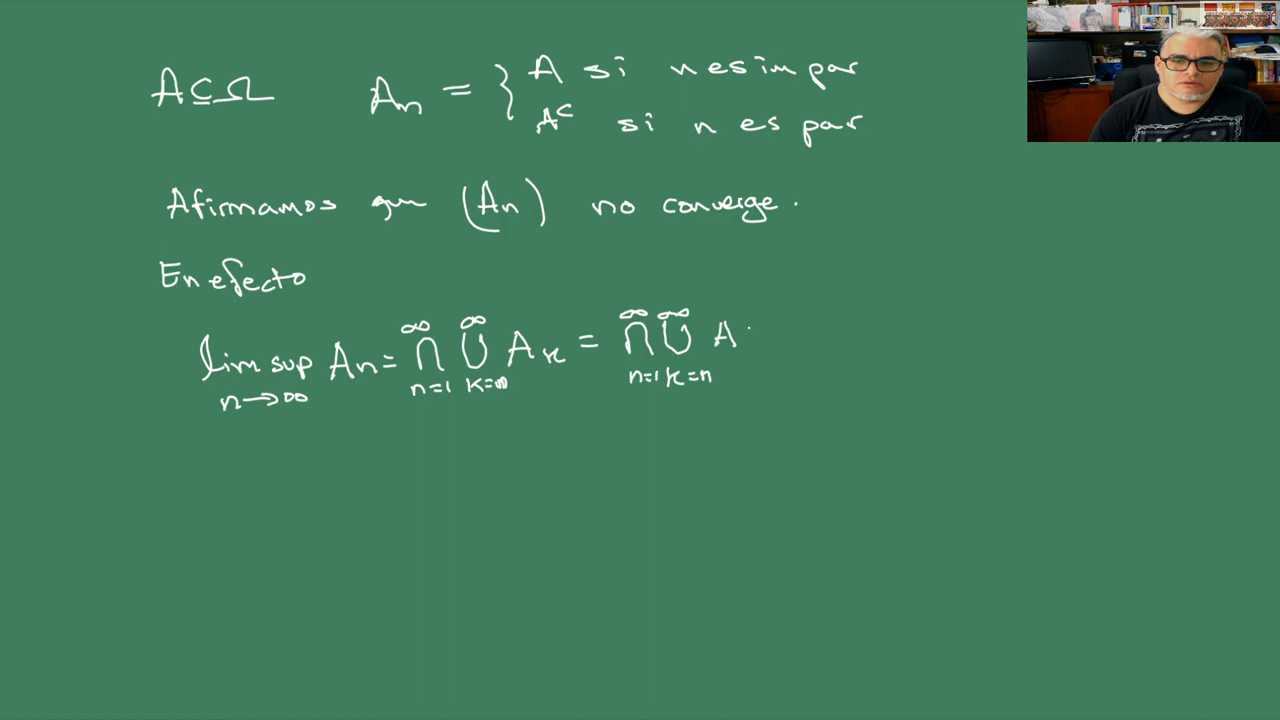 A ⊆ Ω   An = { A si n es impar
Aᶜ si n es par
Afirmamos que (An) no converge.
En efecto
lim sup An = ∩ ∪ Ak = ∩ ∪ A
n→∞ n=1 ∞ k=n ∞ n=1 ∞ k=n ∞